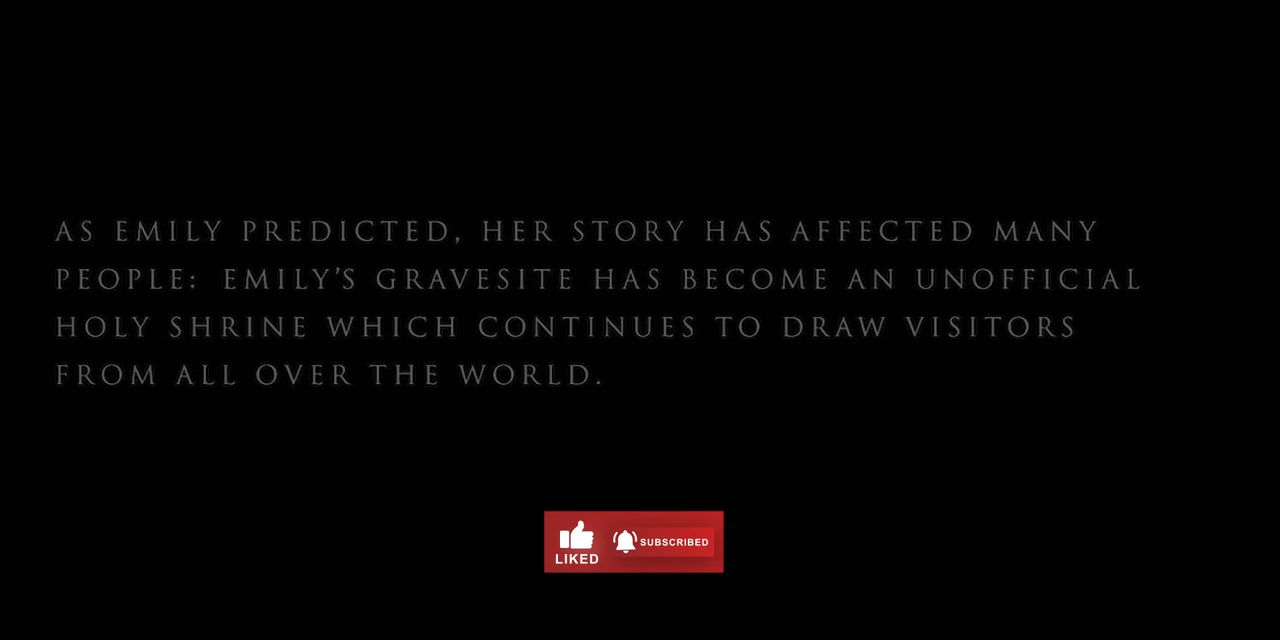 AS EMILY PREDICTED, HER STORY HAS AFFECTED MANY
PEOPLE: EMILY'S GRAVESITE HAS BECOME AN UNOFFICIAL
HOLY SHRINE WHICH CONTINUES TO DRAW VISITORS
FROM ALL OVER THE WORLD.
LIKED
SUBSCRIBED